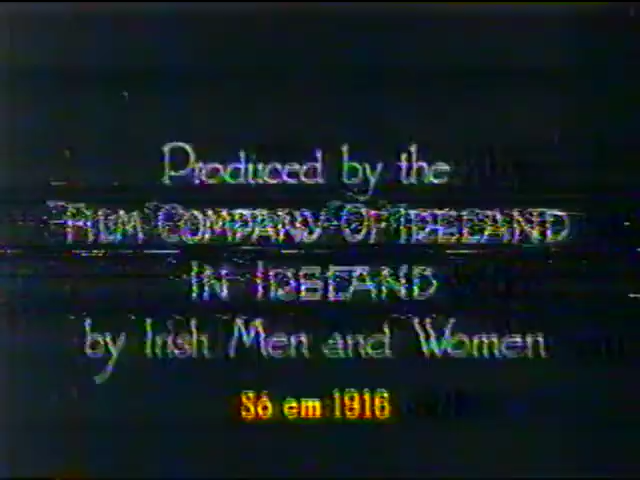 Produced by the
FILM COMPANY OF IRELAND
IN IRELAND
by Irish Men and Women
Só em 1916